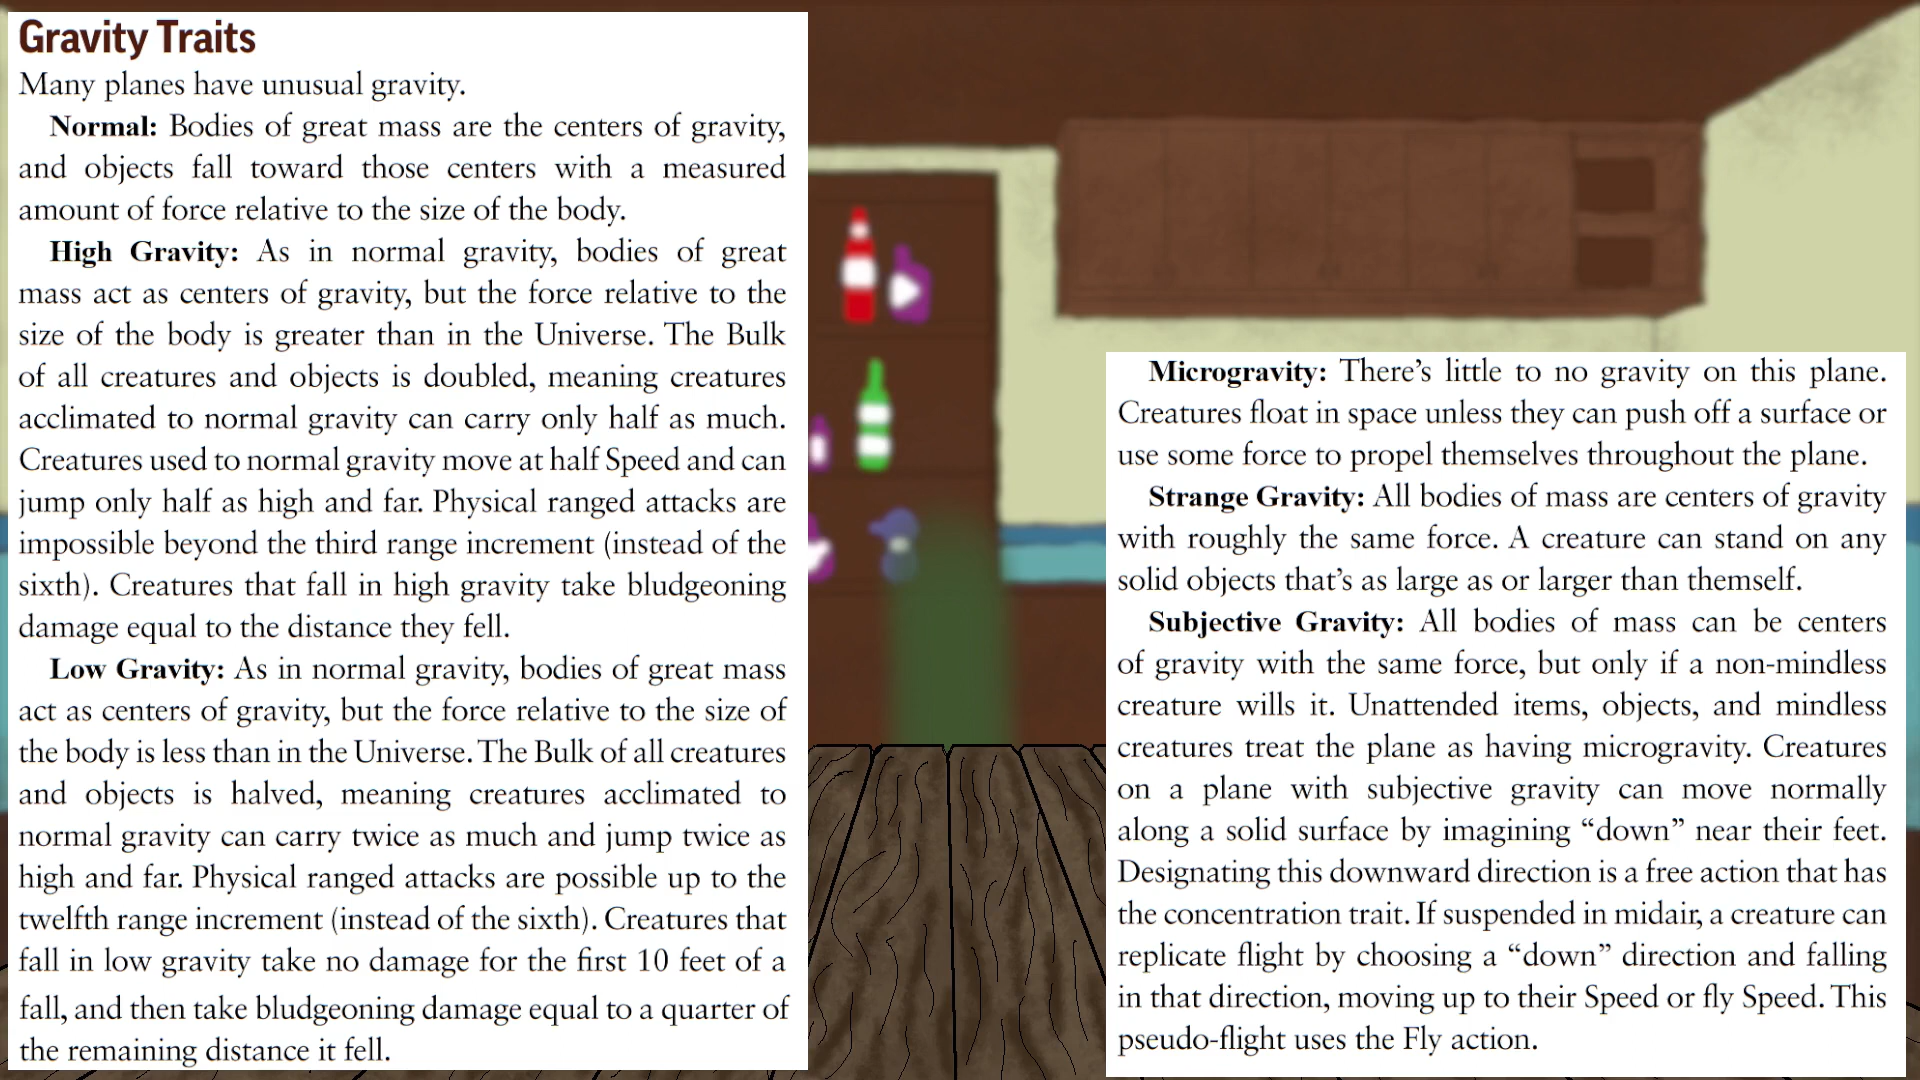 Gravity Traits
Many planes have unusual gravity.
Normal: Bodies of great mass are the centers of gravity,
and objects fall toward those centers with a measured
amount of force relative to the size of the body.
High Gravity: As in normal gravity, bodies of great
mass act as centers of gravity, but the force relative to the
size of the body is greater than in the Universe. The Bulk
of all creatures and objects is doubled, meaning creatures
acclimated to normal gravity can carry only half as much.
Creatures used to normal gravity move at half Speed and can
jump only half as high and far. Physical ranged attacks are
impossible beyond the third range increment (instead of the
sixth). Creatures that fall in high gravity take bludgeoning
damage equal to the distance they fell.
Low Gravity: As in normal gravity, bodies of great mass
act as centers of gravity, but the force relative to the size of
the body is less than in the Universe. The Bulk of all creatures
and objects is halved, meaning creatures acclimated to
normal gravity can carry twice as much and jump twice as
high and far. Physical ranged attacks are possible up to the
twelfth range increment (instead of the sixth). Creatures that
fall in low gravity take no damage for the first 10 feet of a
fall, and then take bludgeoning damage equal to a quarter of
the remaining distance it fell.
Microgravity: There's little to no gravity on this plane.
Creatures float in space unless they can push off a surface or
use some force to propel themselves throughout the plane.
Strange Gravity: All bodies of mass are centers of gravity
with roughly the same force. A creature can stand on any
solid objects that's as large as or larger than themself.
Subjective Gravity: All bodies of mass can be centers
of gravity with the same force, but only if a non-mindless
creature wills it. Unattended items, objects, and mindless
creatures treat the plane as having microgravity. Creatures
on a plane with subjective gravity can move normally
along a solid surface by imagining “down” near their feet.
Designating this downward direction is a free action that has
the concentration trait. If suspended in midair, a creature can
replicate flight by choosing a “down” direction and falling
in that direction, moving up to their Speed or fly Speed. This
pseudo-flight uses the Fly action.